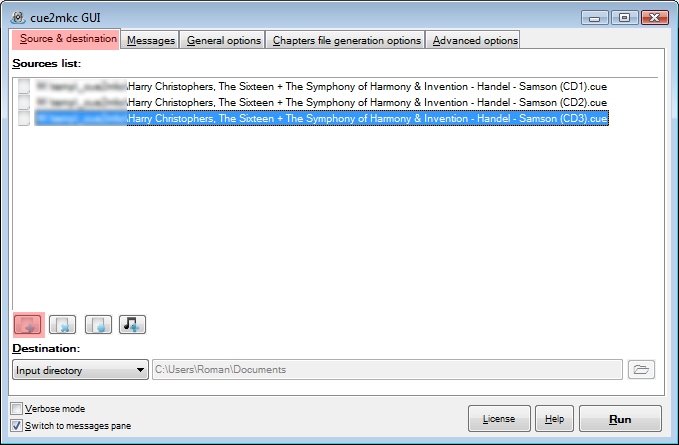 cue2mkc GUI
Source & destination
Messages
General options
Chapters file generation options
Advanced options
Sources list:
\Harry Christophers, The Sixteen + The Symphony of Harmony & Invention - Handel - Samson (CD1).cue
\Harry Christophers, The Sixteen + The Symphony of Harmony & Invention - Handel - Samson (CD2).cue
\Harry Christophers, The Sixteen + The Symphony of Harmony & Invention - Handel - Samson (CD3).cue
Destination:
Input directory
C:\Users\Roman\Documents
Verbose mode
Switch to messages pane
License
Help
Run